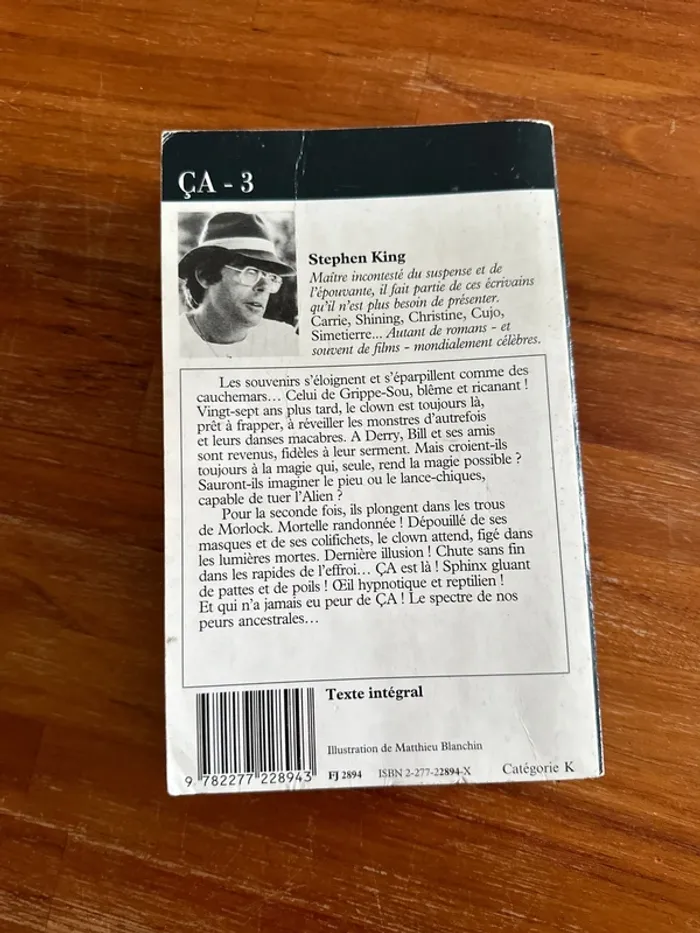 ÇA - 3
Stephen King
Maître incontesté du suspense et de
l'épouvante, il fait partie de ces écrivains
qu'il n'est plus besoin de présenter.
Carrie, Shining, Christine, Cujo,
Simetierre... Autant de romans - et
souvent de films - mondialement célèbres.
Les souvenirs s'éloignent et s'éparpillent comme des
cauchemars... Celui de Grippe-Sou, blême et ricanant !
Vingt-sept ans plus tard, le clown est toujours là,
prêt à frapper, à réveiller les monstres d'autrefois
et leurs danses macabres. A Derry, Bill et ses amis
sont revenus, fidèles à leur serment. Mais croient-ils
toujours à la magie qui, seule, rend la magie possible ?
Sauront-ils imaginer le pieu ou le lance-chiques,
capable de tuer l'Alien ?
Pour la seconde fois, ils plongent dans les trous
de Morlock. Mortelle randonnée ! Dépouillé de ses
masques et de ses colifichets, le clown attend, figé dans
les lumières mortes. Dernière illusion ! Chute sans fin
dans les rapides de l'effroi... ÇA est là ! Sphinx gluant
de pattes et de poils ! Œil hypnotique et reptilien !
Et qui n'a jamais eu peur de ÇA ! Le spectre de nos
peurs ancestrales...
Texte intégral
Illustration de Matthieu Blanchin
9 782277 228943 FJ 2894 ISBN 2-277-22894-X Catégorie K